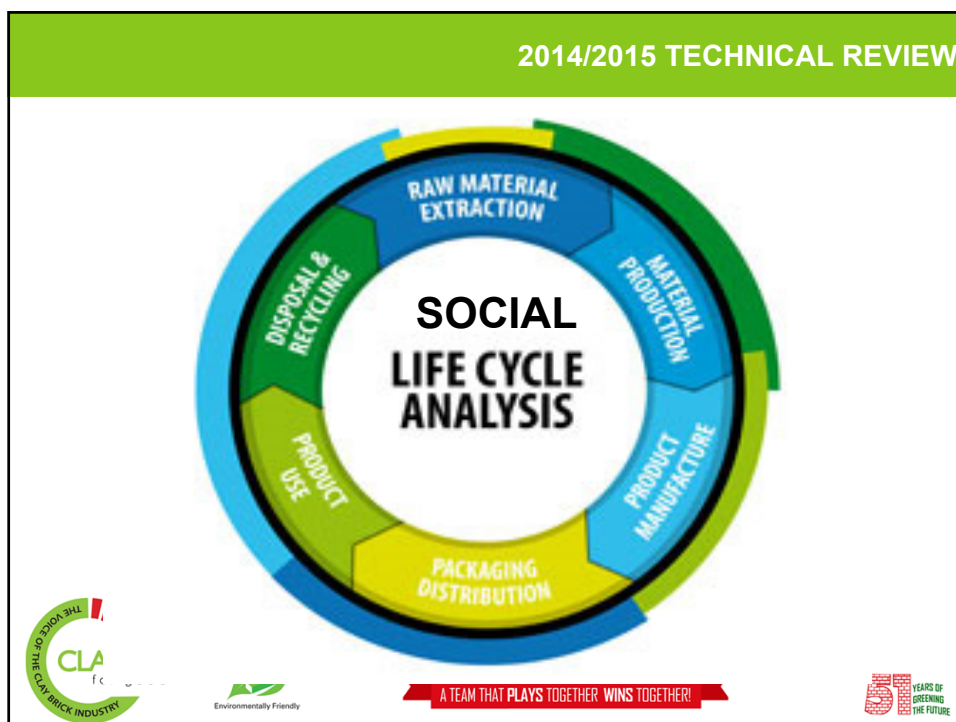 2014/2015 TECHNICAL REVIEW
RAW MATERIAL
EXTRACTION
MATERIAL
PRODUCTION
PRODUCT
MANUFACTURE
PACKAGING
DISTRIBUTION
PRODUCT
USE
DISPOSAL &
RECYCLING
SOCIAL
LIFE CYCLE
ANALYSIS
THE VOICE OF THE CLAY BRICK INDUSTRY
CLA
Environmentally Friendly
A TEAM THAT PLAYS TOGETHER WINS TOGETHER!
51 YEARS OF
GREENING
THE FUTURE